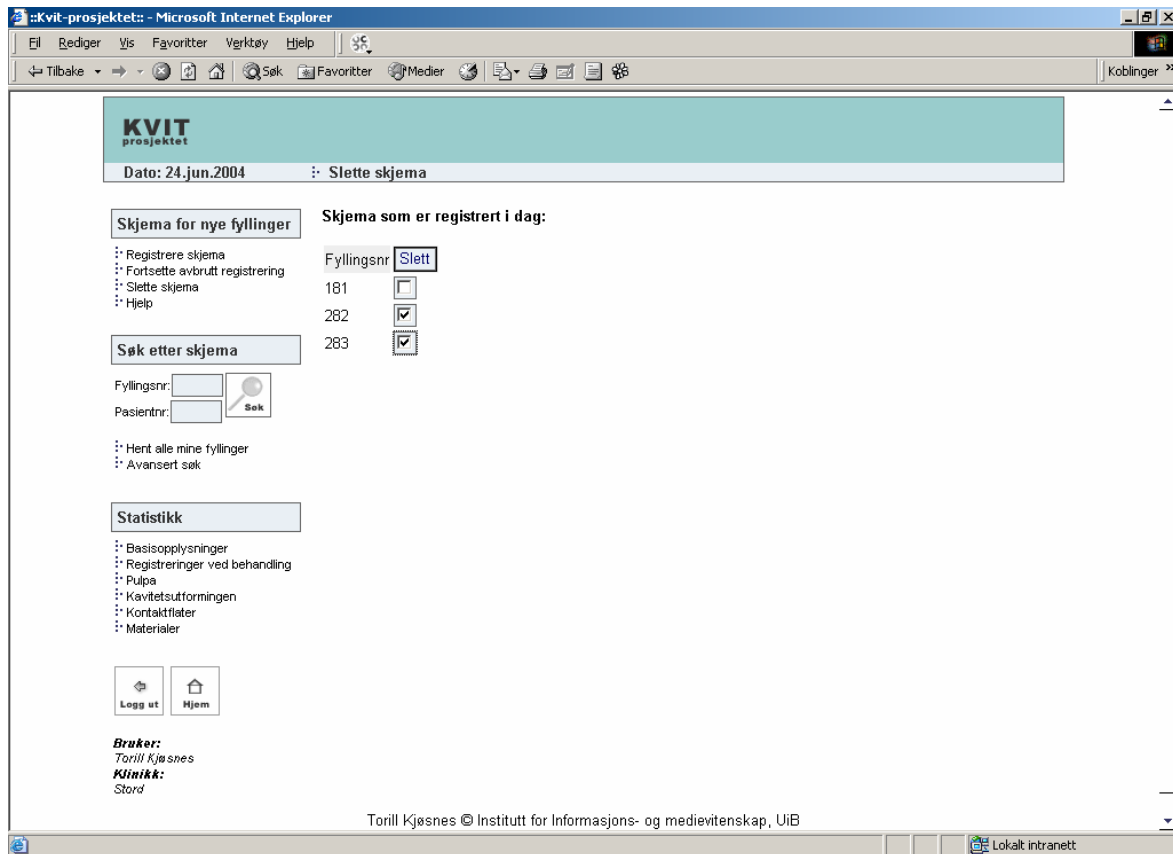 ::Kvit-prosjektet:: - Microsoft Internet Explorer
Fil Rediger Vis Favoritter Verktøy Hjelp
Tilbake Søk Favoritter Medier Koblinger »
KVIT
prosjektet
Dato: 24.jun.2004 Slette skjema
Skjema for nye fyllinger
Registrere skjema
Fortsette avbrutt registrering
Slette skjema
Hjelp
Søk etter skjema
Fyllingsnr:
Pasientnr:
Søk
Hent alle mine fyllinger
Avansert søk
Statistikk
Basisopplysninger
Registreringer ved behandling
Pulpa
Kavitetsutformingen
Kontaktflater
Materialer
Logg ut Hjem
Bruker:
Torill Kjøsnes
Klinikk:
Stord
Skjema som er registrert i dag:
Fyllingsnr Slett
181
282
283
Torill Kjøsnes © Institutt for Informasjons- og medievitenskap, UiB
Lokalt intranett